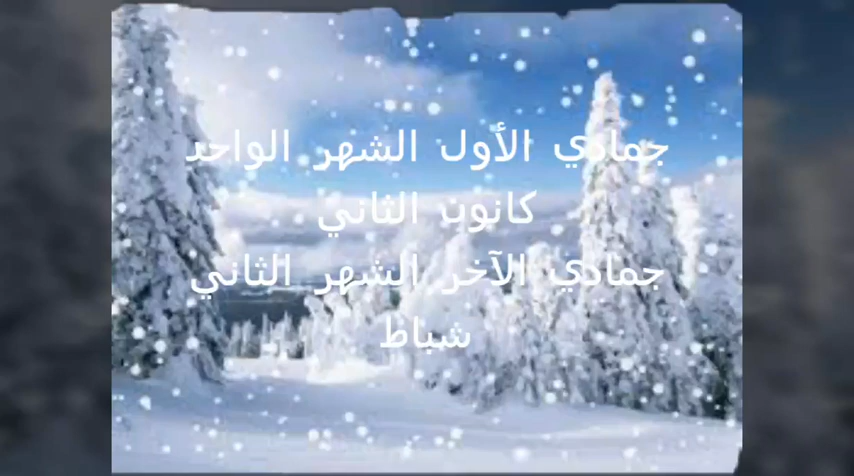 جمادي الأول الشهر الواحد
كانون الثاني
جمادي الآخر الشهر الثاني
شباط